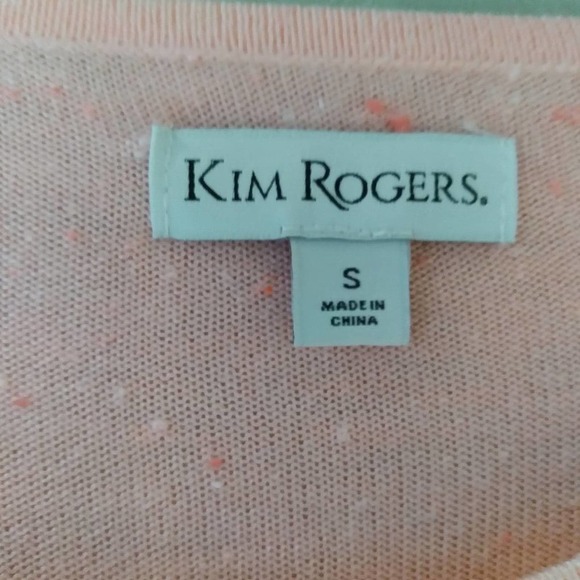 KIM ROGERS.
S
MADE IN
CHINA